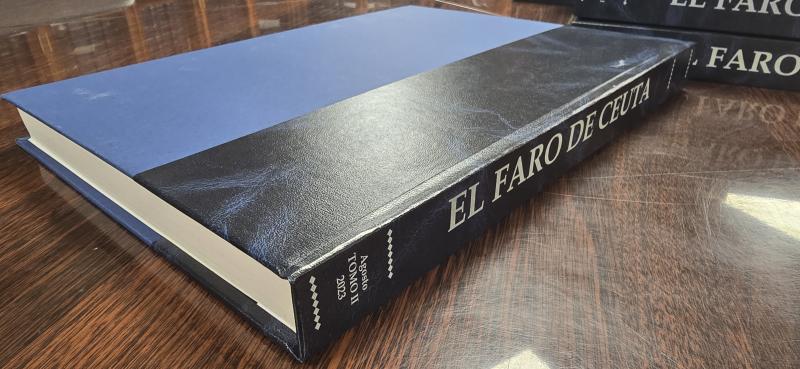 EL FARO DE CEUTA
Agosto
TOMO II
2023
EL FARO
EL FARO